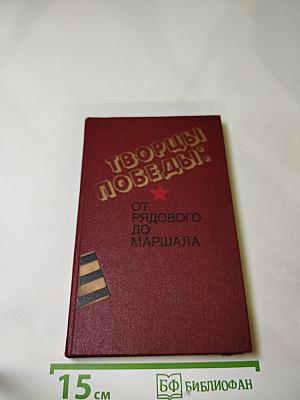 ТВОРЦЫ
ПОБЕДЫ:
ОТ
РЯДОВОГО
ДО
МАРШАЛА
15 см
БФ БИБЛИОФАН